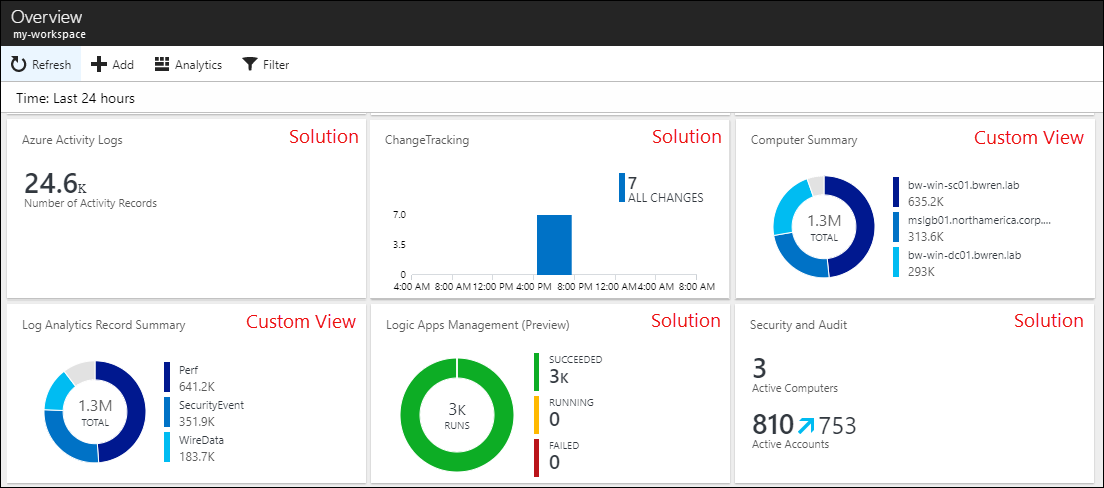 Overview
my-workspace
Refresh Add Analytics Filter
Time: Last 24 hours
Azure Activity Logs Solution
24.6K
Number of Activity Records
ChangeTracking Solution
7
ALL CHANGES
7.0
3.5
0
4:00 AM 8:00 AM 12:00 PM 4:00 PM 8:00 PM 12:00 AM 4:00 AM 8:00 AM
Computer Summary Custom View
1.3M
TOTAL
bw-win-sc01.bwren.lab
635.2K
mslgb01.northamerica.corp....
313.6K
bw-win-dc01.bwren.lab
293K
Log Analytics Record Summary Custom View
1.3M
TOTAL
Perf
641.2K
SecurityEvent
351.9K
WireData
183.7K
Logic Apps Management (Preview) Solution
3K
RUNS
SUCCEEDED
3K
RUNNING
0
FAILED
0
Security and Audit Solution
3
Active Computers
810 753
Active Accounts